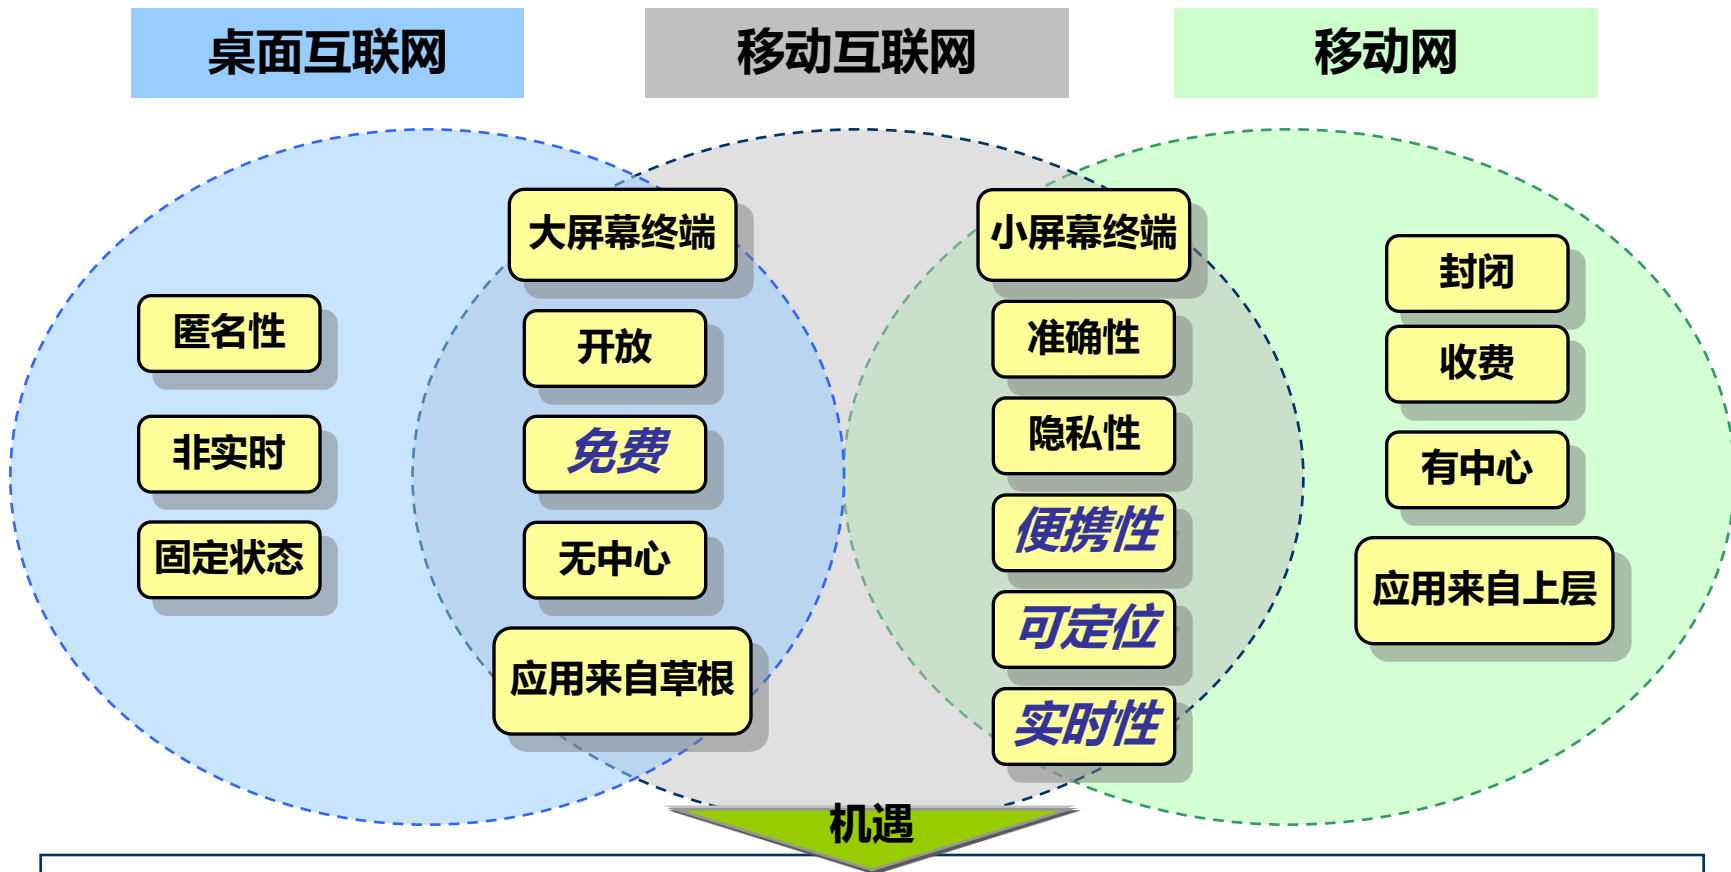 桌面互联网
移动互联网
移动网
匿名性
非实时
固定状态
大屏幕终端
开放
免费
无中心
应用来自草根
小屏幕终端
准确性
隐私性
便携性
可定位
实时性
封闭
收费
有中心
应用来自上层
机遇